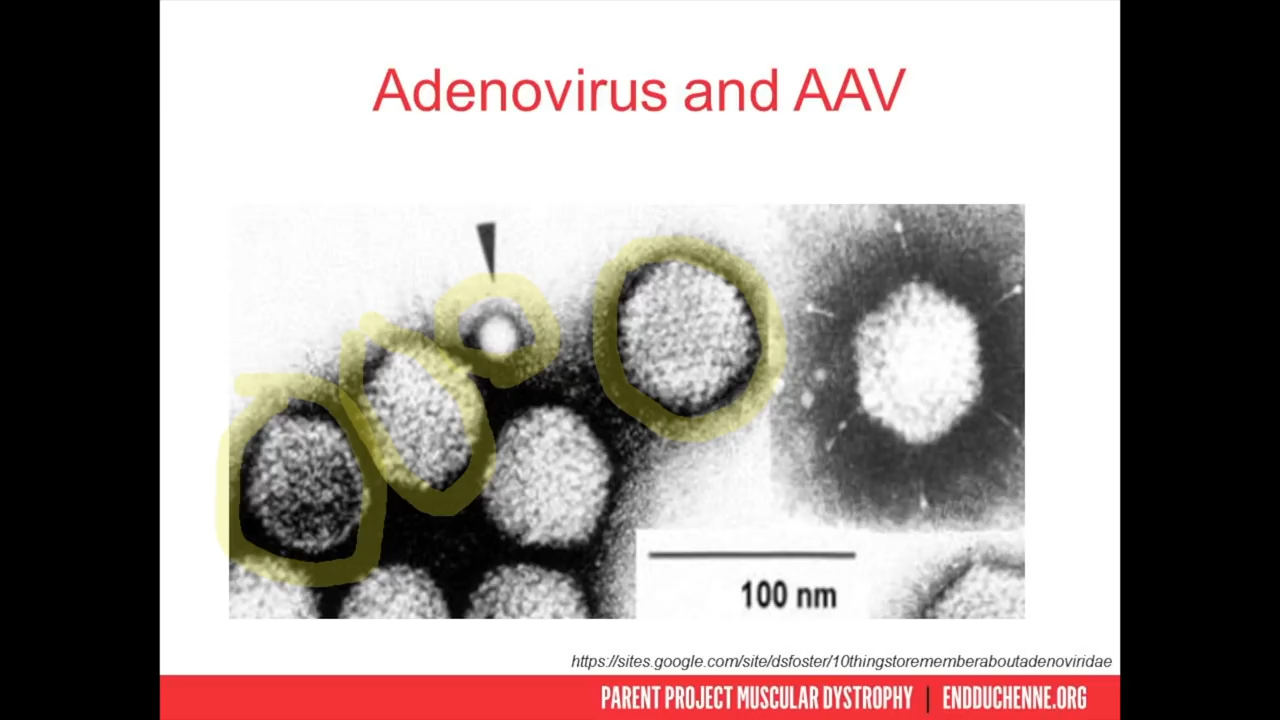 Adenovirus and AAV
100 nm
https://sites.google.com/site/dsfoster/10thingstorememberaboutadenoviridae
PARENT PROJECT MUSCULAR DYSTROPHY | ENDDUCHENNE.ORG